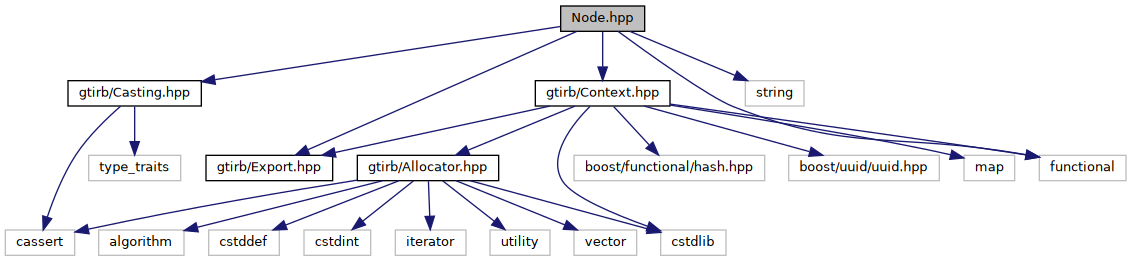 Node.hpp
gtirb/Casting.hpp
gtirb/Context.hpp
string
type_traits
gtirb/Export.hpp
gtirb/Allocator.hpp
boost/functional/hash.hpp
boost/uuid/uuid.hpp
map
functional
cassert
algorithm
cstddef
cstdint
iterator
utility
vector
cstdlib